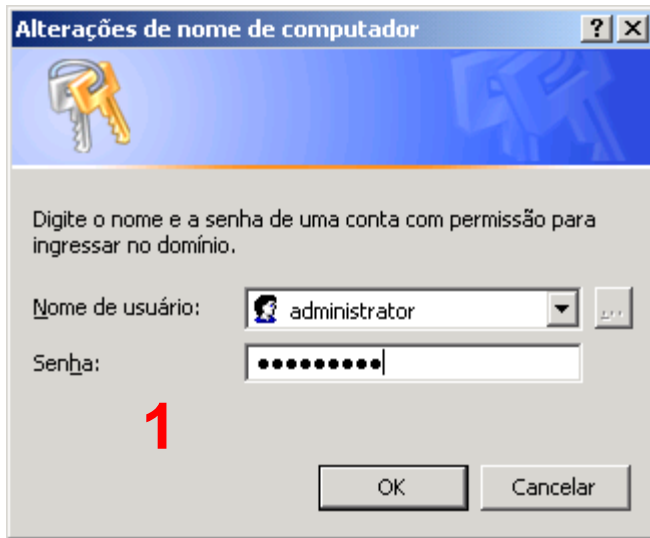 Alterações de nome de computador
Digite o nome e a senha de uma conta com permissão para
ingressar no domínio.
Nome de usuário: administrator ...
Senha: ●●●●●●●●●
1
OK Cancelar